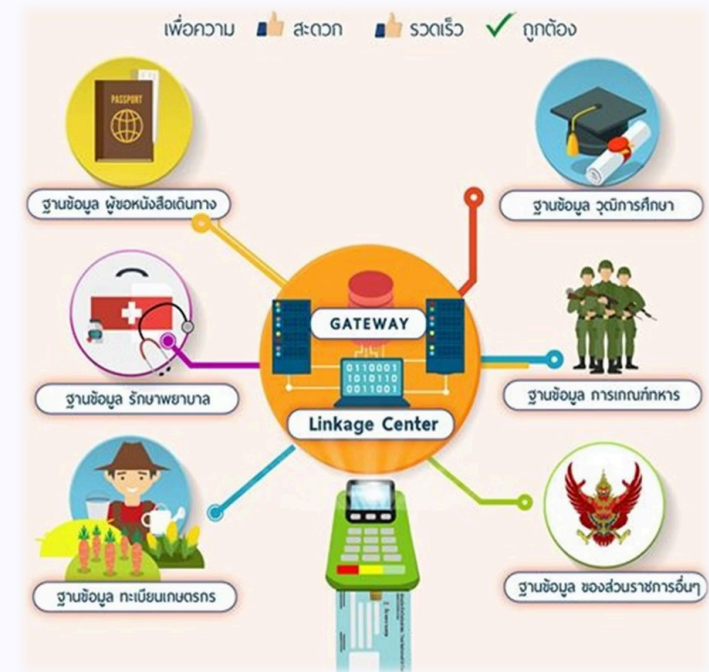 เพื่อความ สะดวก รวดเร็ว ถูกต้อง
PASSPORT
ฐานข้อมูล ผู้ขอหนังสือเดินทาง
ฐานข้อมูล วุฒิการศึกษา
GATEWAY
0110001
1010110
0011001
Linkage Center
ฐานข้อมูล รักษาพยาบาล
ฐานข้อมูล การเกณฑ์ทหาร
ฐานข้อมูล ทะเบียนเกษตรกร
ฐานข้อมูล ของส่วนราชการอื่นๆ